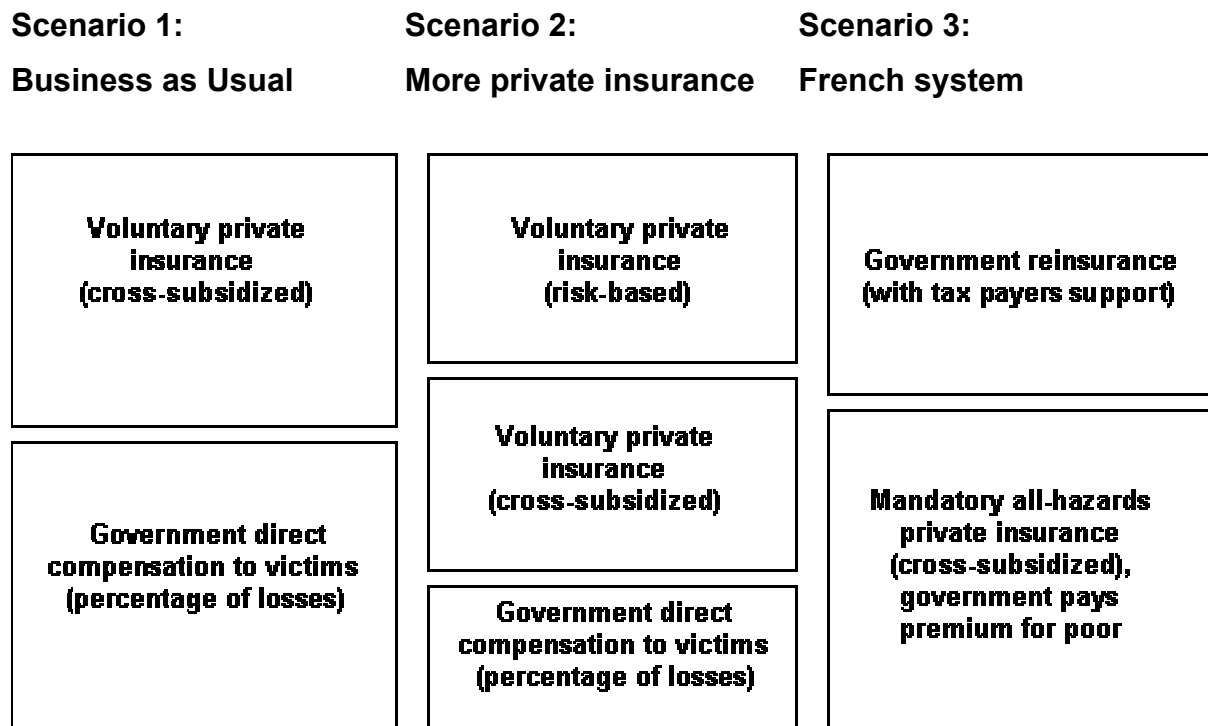 Scenario 1:
Business as Usual
Voluntary private
insurance
(cross-subsidized)
Government direct
compensation to victims
(percentage of losses)
Scenario 2:
More private insurance
Voluntary private
insurance
(risk-based)
Voluntary private
insurance
(cross-subsidized)
Government direct
compensation to victims
(percentage of losses)
Scenario 3:
French system
Government reinsurance
(with tax payers support)
Mandatory all-hazards
private insurance
(cross-subsidized),
government pays
premium for poor